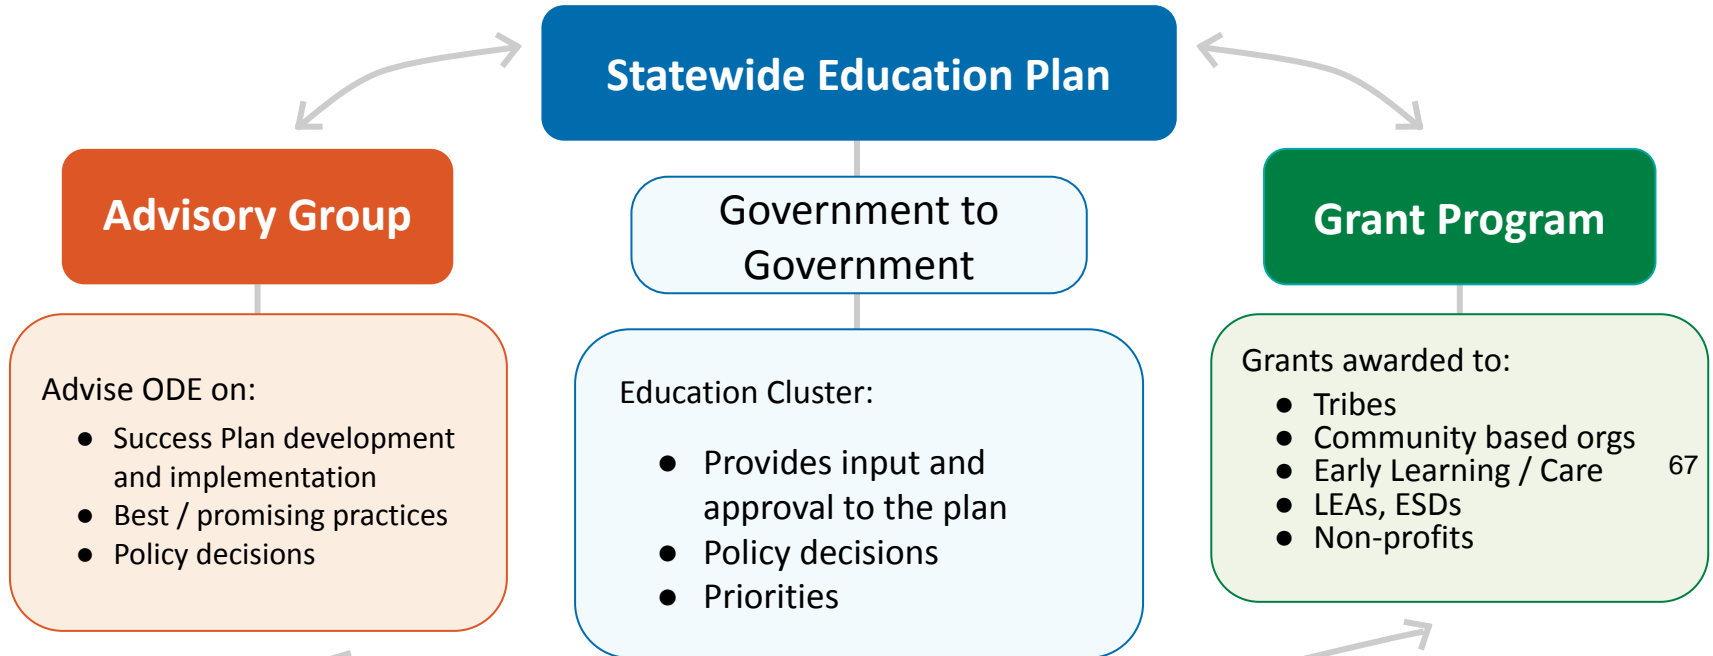 Statewide Education Plan
Advisory Group
Government to
Government
Grant Program
Advise ODE on:
● Success Plan development
and implementation
● Best / promising practices
● Policy decisions
Education Cluster:
● Provides input and
approval to the plan
● Policy decisions
● Priorities
Grants awarded to:
● Tribes
● Community based orgs
● Early Learning / Care
● LEAs, ESDs
● Non-profits
67